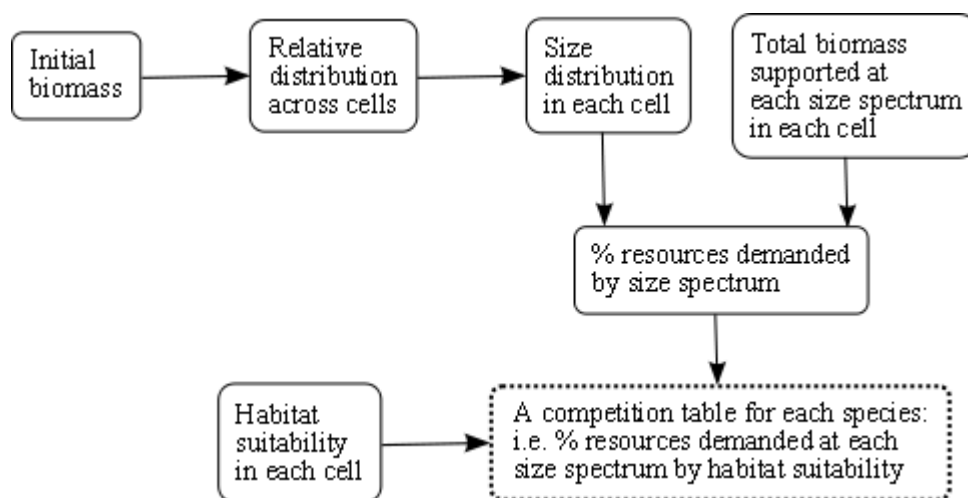 Initial
biomass
Relative
distribution
across cells
Size
distribution
in each cell
Total biomass
supported at
each size spectrum
in each cell
% resources demanded
by size spectrum
Habitat
suitability
in each cell
A competition table for each species:
i.e. % resources demanded at each
size spectrum by habitat suitability